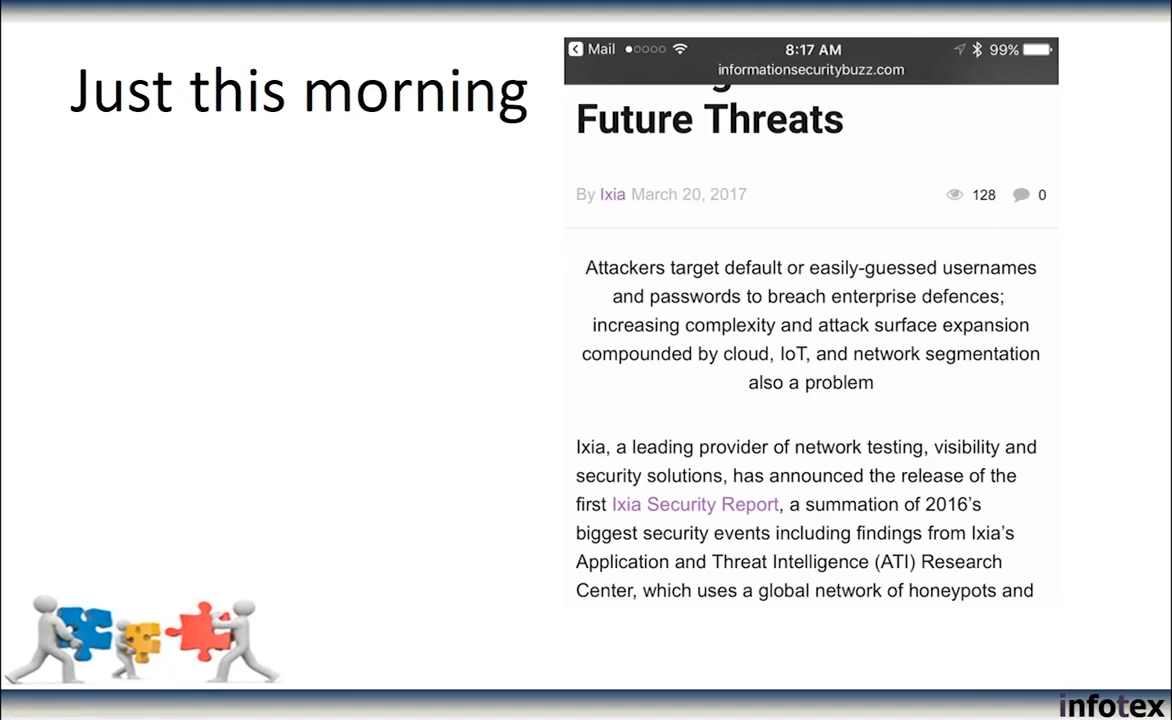 Just this morning
Mail 8:17 AM 99%
informationsecuritybuzz.com
Future Threats
By Ixia March 20, 2017 128 0
Attackers target default or easily-guessed usernames
and passwords to breach enterprise defences;
increasing complexity and attack surface expansion
compounded by cloud, IoT, and network segmentation
also a problem
Ixia, a leading provider of network testing, visibility and
security solutions, has announced the release of the
first Ixia Security Report, a summation of 2016’s
biggest security events including findings from Ixia’s
Application and Threat Intelligence (ATI) Research
Center, which uses a global network of honeypots and
infotex